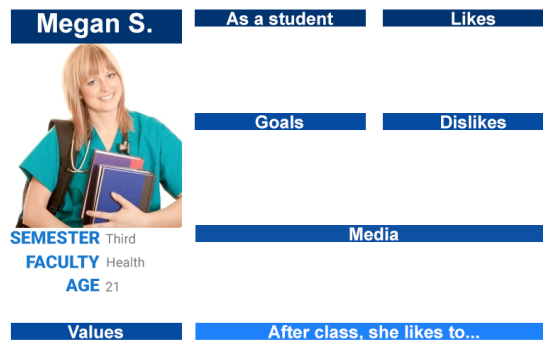 Megan S.
As a student
Likes
Goals
Dislikes
SEMESTER Third
FACULTY Health
AGE 21
Media
Values
After class, she likes to...